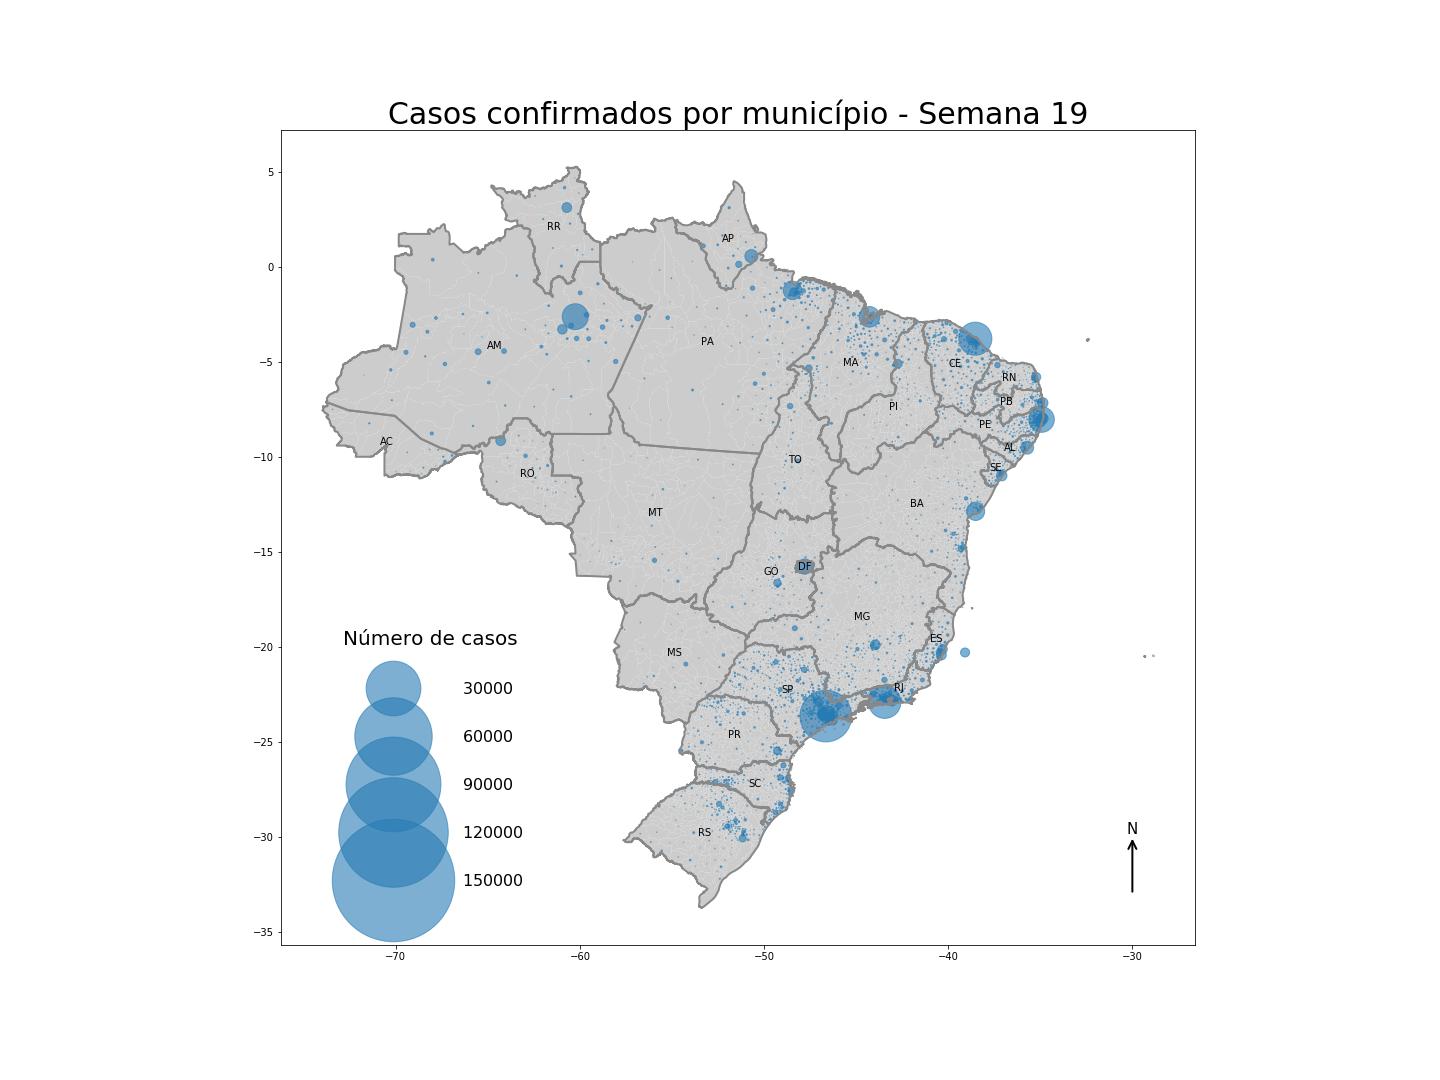 Casos confirmados por município - Semana 19
5
0
−5
−10
−15
−20
−25
−30
−35
−70
−60
−50
−40
−30
RR
AP
AM
PA
MA
CE
RN
PB
PE
PI
AL
SE
AC
RO
TO
BA
MT
GO
DF
MG
ES
MS
SP
RJ
PR
SC
RS
Número de casos
30000
60000
90000
120000
150000
N